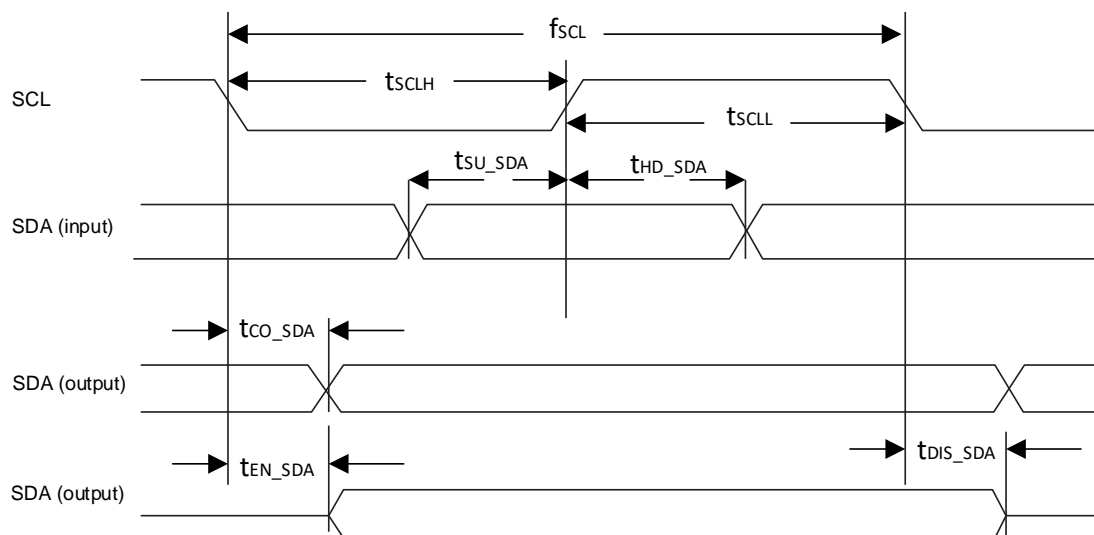 fSCL
SCL
tSCLH
tSCLL
tSU_SDA
tHD_SDA
SDA (input)
tCO_SDA
SDA (output)
tEN_SDA
tDIS_SDA
SDA (output)